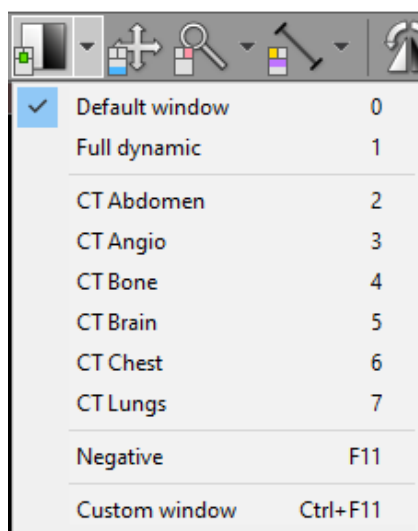 Default window 0
Full dynamic 1
CT Abdomen 2
CT Angio 3
CT Bone 4
CT Brain 5
CT Chest 6
CT Lungs 7
Negative F11
Custom window Ctrl+F11